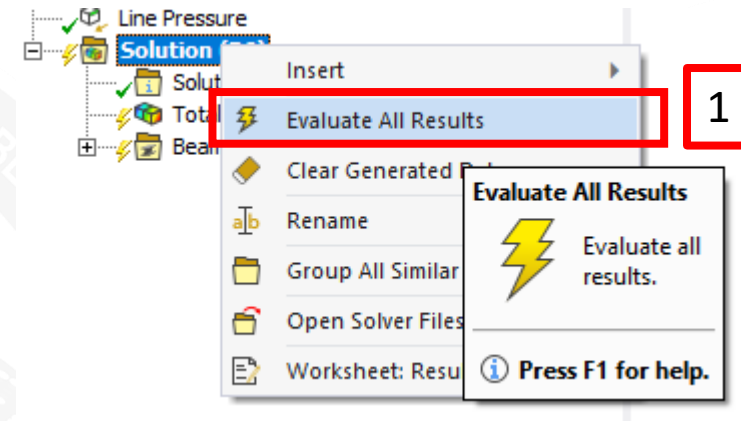 Line Pressure
Solution
Insert
Solut
Total
Evaluate All Results
1
Beam
Clear Generated
Evaluate All Results
Rename
Evaluate all
results.
Group All Similar
Open Solver Files
Worksheet: Resu
Press F1 for help.